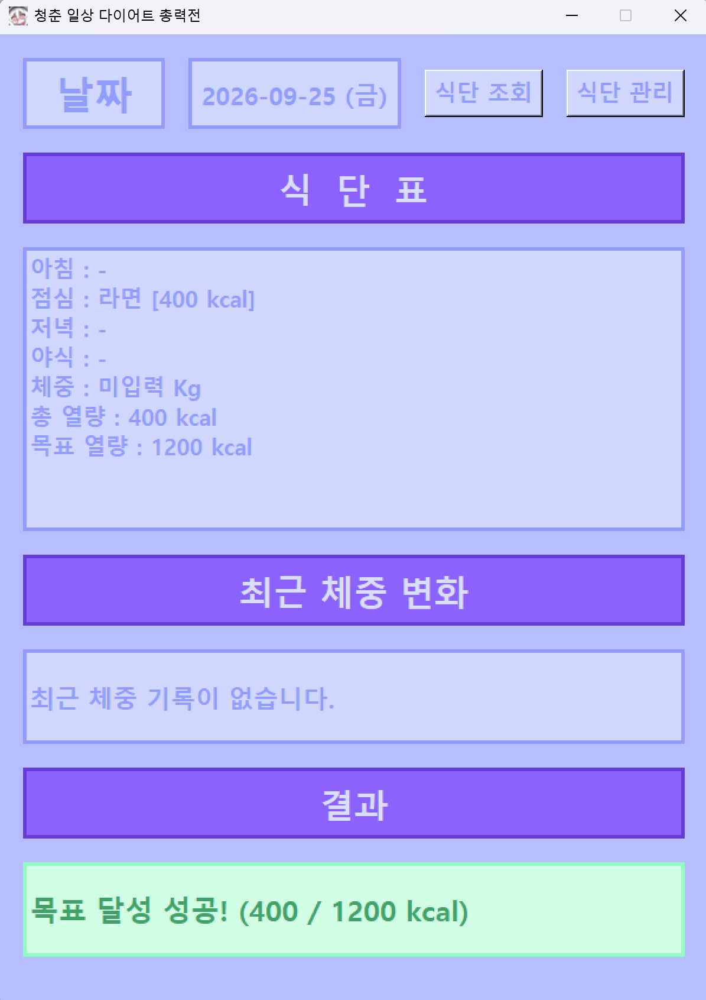 청춘 일상 다이어트 총력전
날짜
2026-09-25 (금)
식단 조회
식단 관리
식 단 표
아침 : -
점심 : 라면 [400 kcal]
저녁 : -
야식 : -
체중 : 미입력 Kg
총 열량 : 400 kcal
목표 열량 : 1200 kcal
최근 체중 변화
최근 체중 기록이 없습니다.
결과
목표 달성 성공! (400 / 1200 kcal)